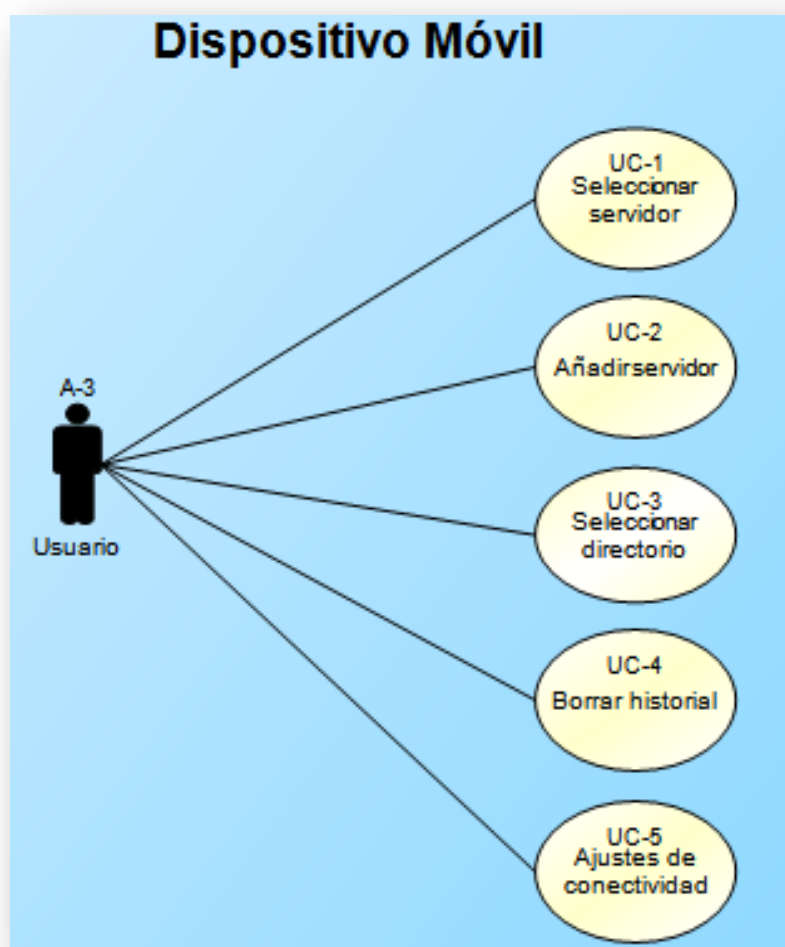 Dispositivo Móvil
UC-1
Seleccionar
servidor
UC-2
Añadirservidor
A-3
Usuario
UC-3
Seleccionar
directorio
UC-4
Borrar historial
UC-5
Ajustes de
conectividad